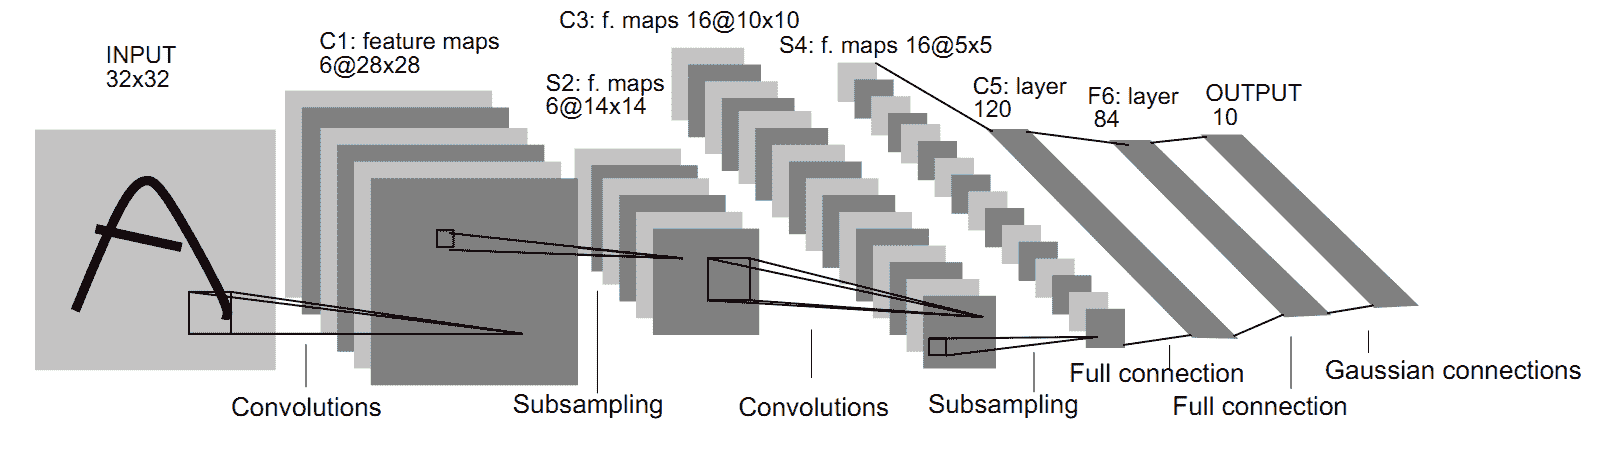 INPUT
32x32
C1: feature maps
6@28x28
S2: f. maps
6@14x14
C3: f. maps 16@10x10
S4: f. maps 16@5x5
C5: layer
120
F6: layer
84
OUTPUT
10
Convolutions
Subsampling
Convolutions
Subsampling
Full connection
Full connection
Gaussian connections